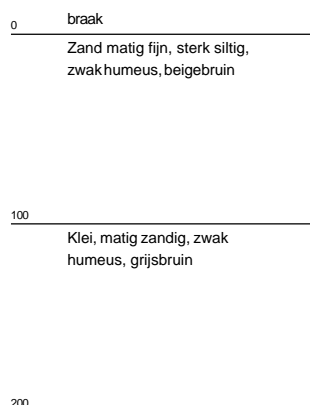 0 braak
Zand matig fijn, sterk siltig,
zwak humeus, beigebruin
100
Klei, matig zandig, zwak
humeus, grijsbruin
200